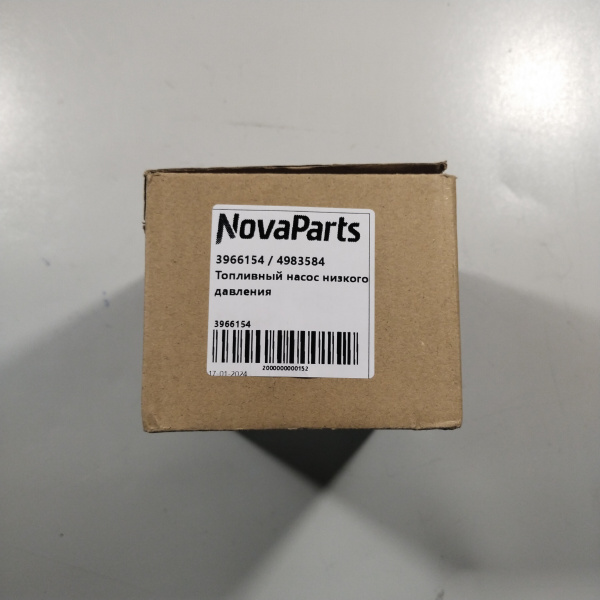 NovaParts
3966154 / 4983584
Топливный насос низкого
давления
3966154
2000000000152
17-01-2024